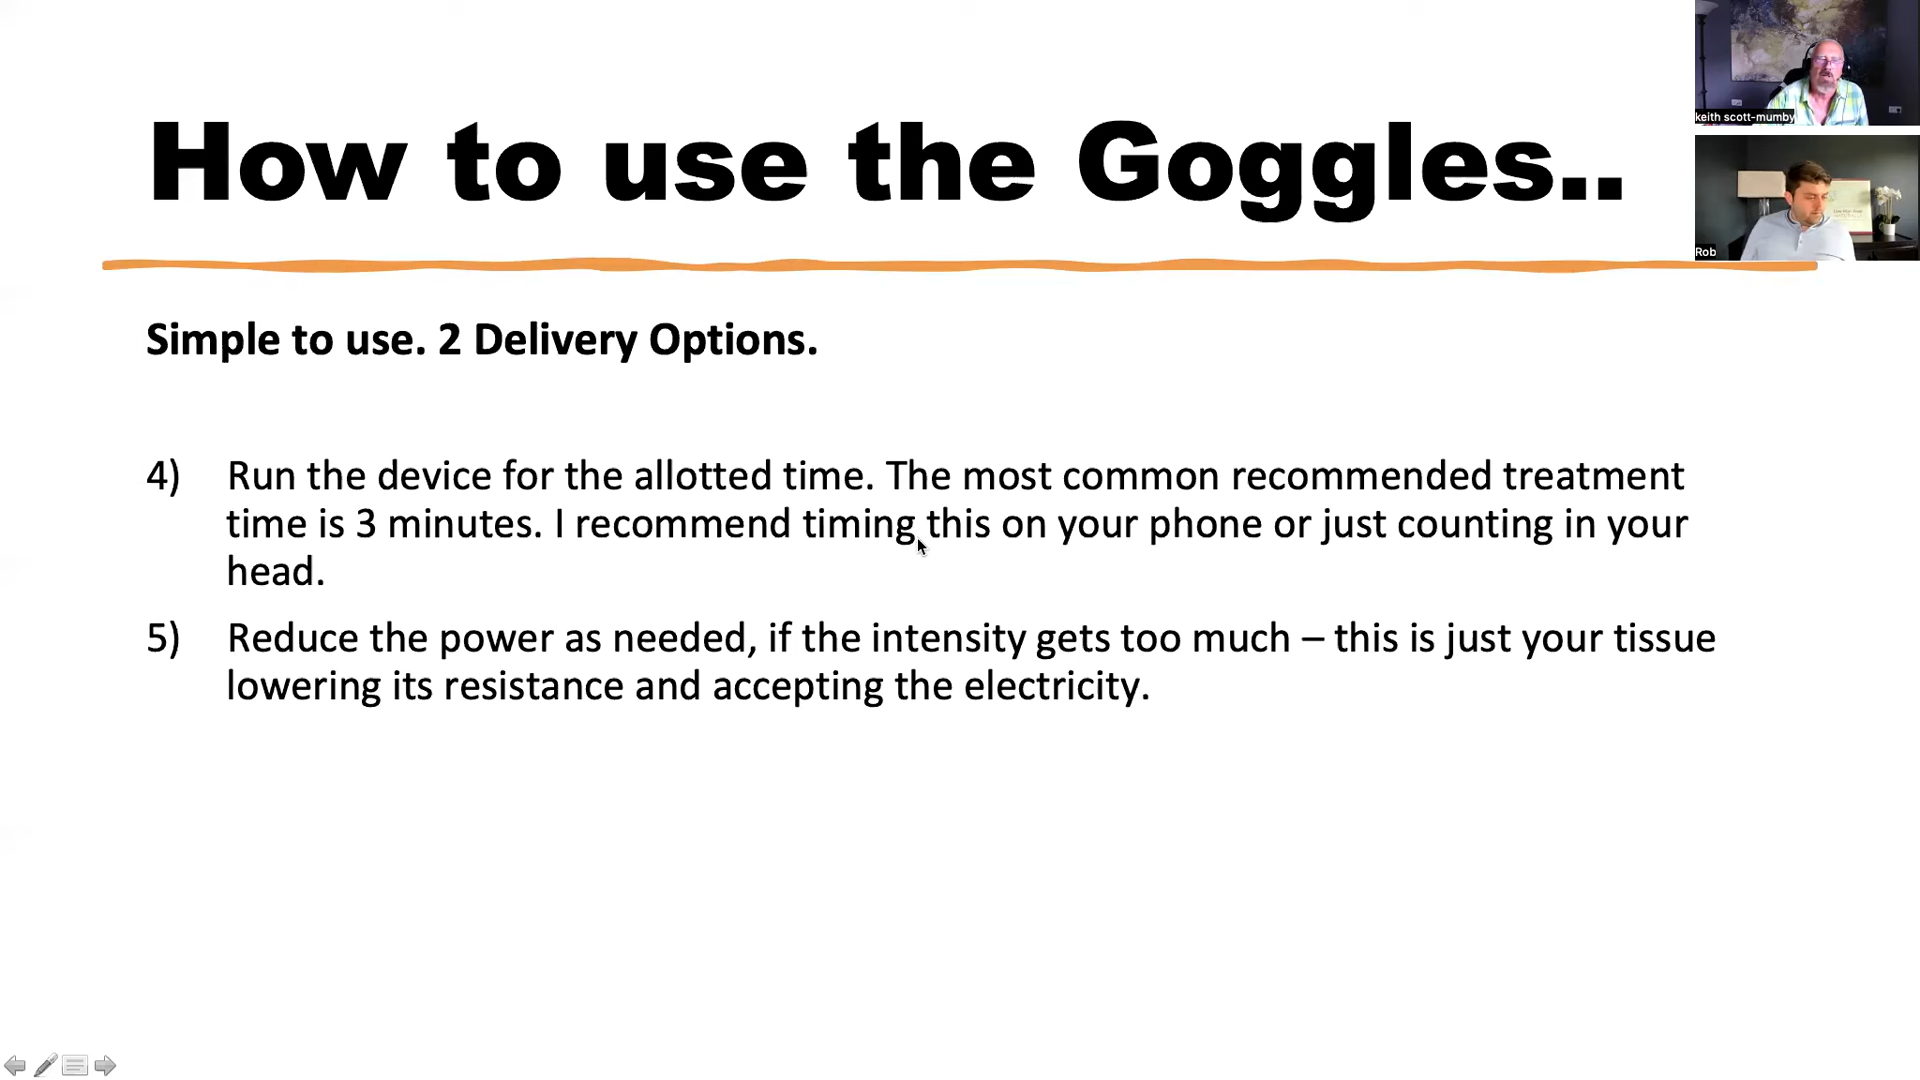 How to use the Goggles..
keith scott-mumby
Rob
Simple to use. 2 Delivery Options.
4) Run the device for the allotted time. The most common recommended treatment
time is 3 minutes. I recommend timing this on your phone or just counting in your
head.
5) Reduce the power as needed, if the intensity gets too much – this is just your tissue
lowering its resistance and accepting the electricity.